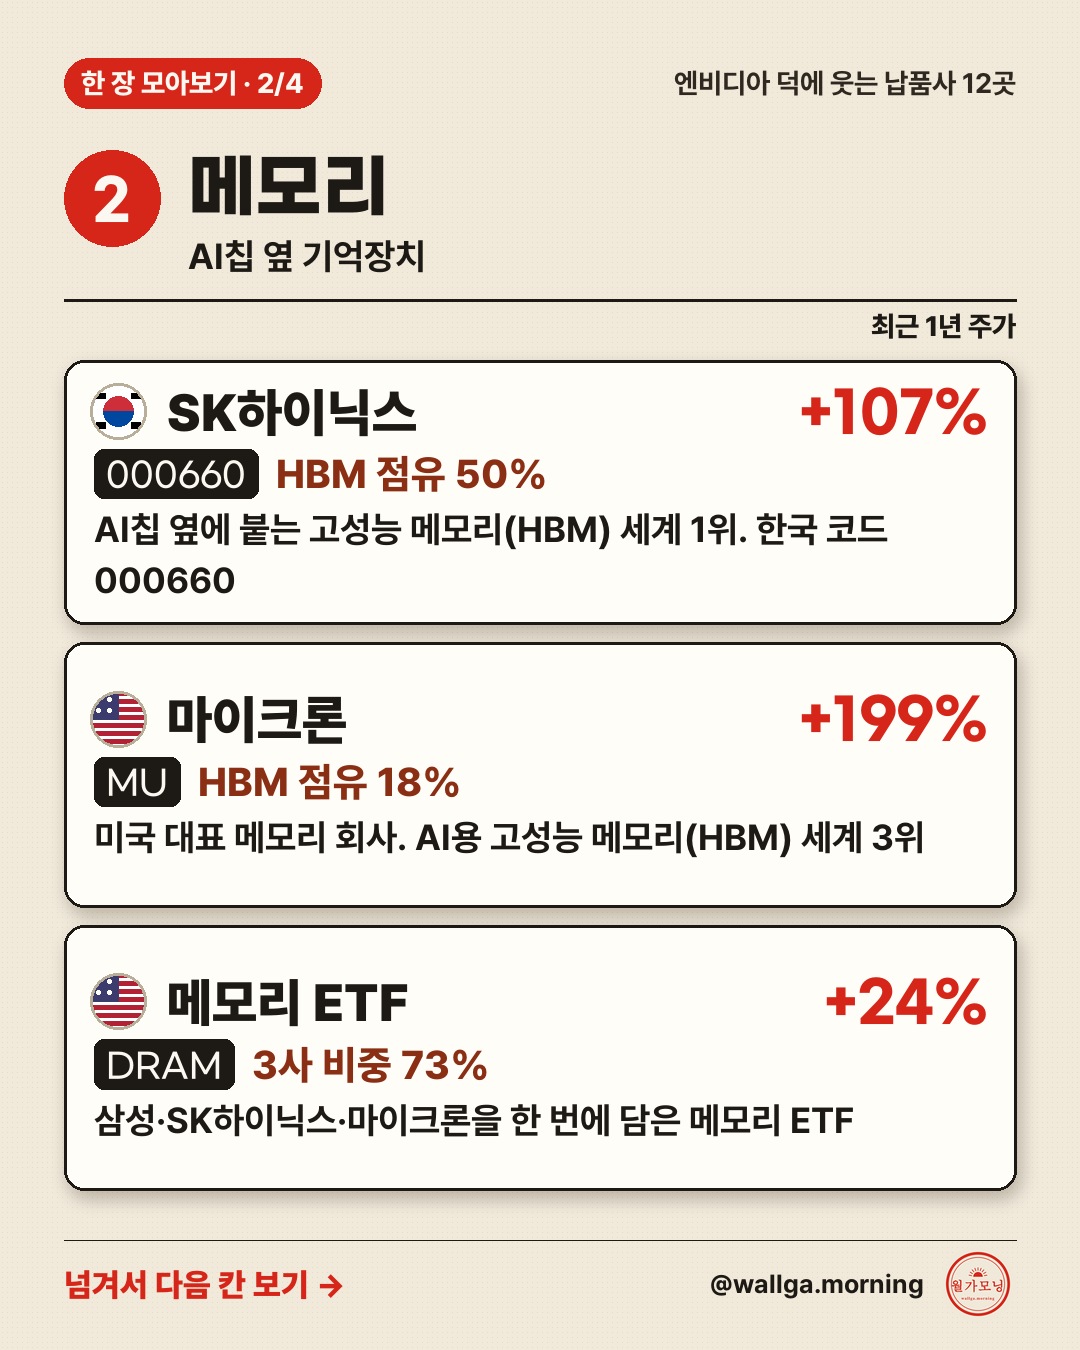 한 장 모아보기 · 2/4
엔비디아 덕에 웃는 납품사 12곳
2
메모리
AI칩 옆 기억장치
최근 1년 주가
SK하이닉스
+107%
000660 HBM 점유 50%
AI칩 옆에 붙는 고성능 메모리(HBM) 세계 1위. 한국 코드
000660
마이크론
+199%
MU HBM 점유 18%
미국 대표 메모리 회사. AI용 고성능 메모리(HBM) 세계 3위
메모리 ETF
+24%
DRAM 3사 비중 73%
삼성·SK하이닉스·마이크론을 한 번에 담은 메모리 ETF
넘겨서 다음 칸 보기 →
@wallga.morning
월가모닝
wallga.morning